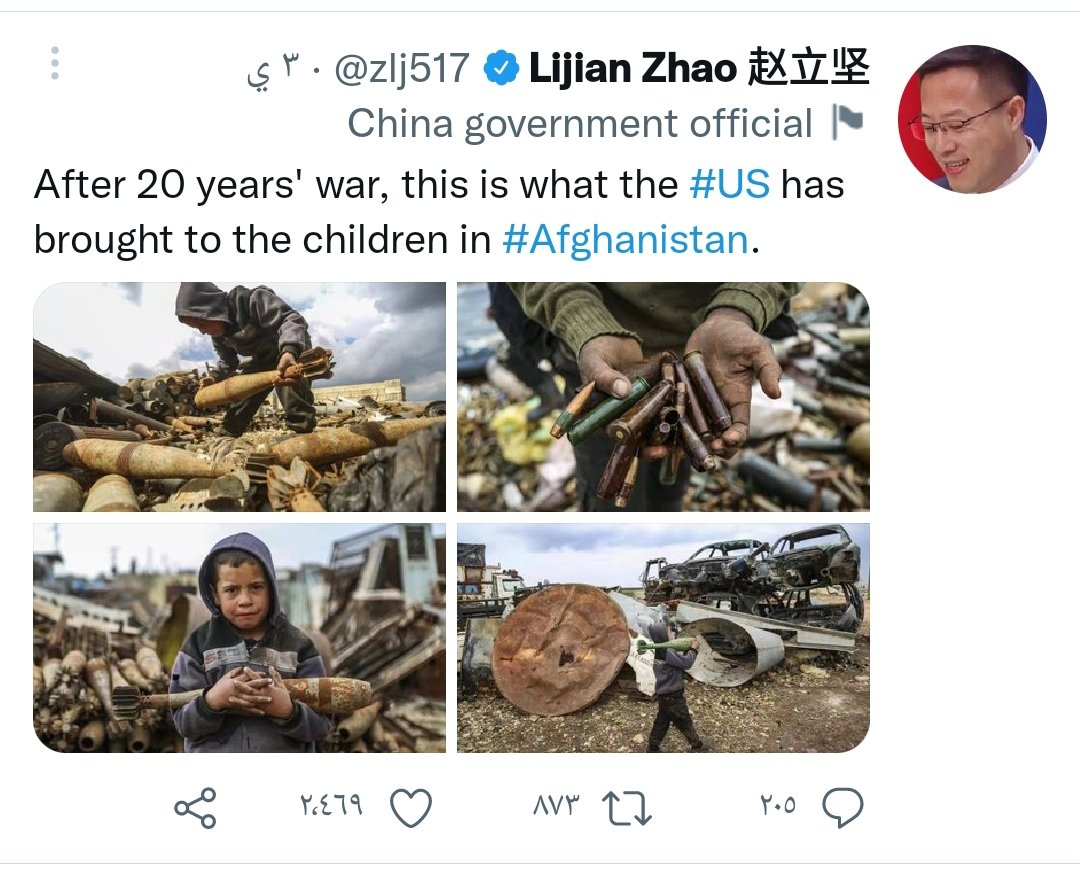 Lijian Zhao 赵立坚 @zlj517 · ٣ ي
China government official
After 20 years' war, this is what the #US has
brought to the children in #Afghanistan.
٢٠٥ ٨٧٣ ٢،٤٦٩